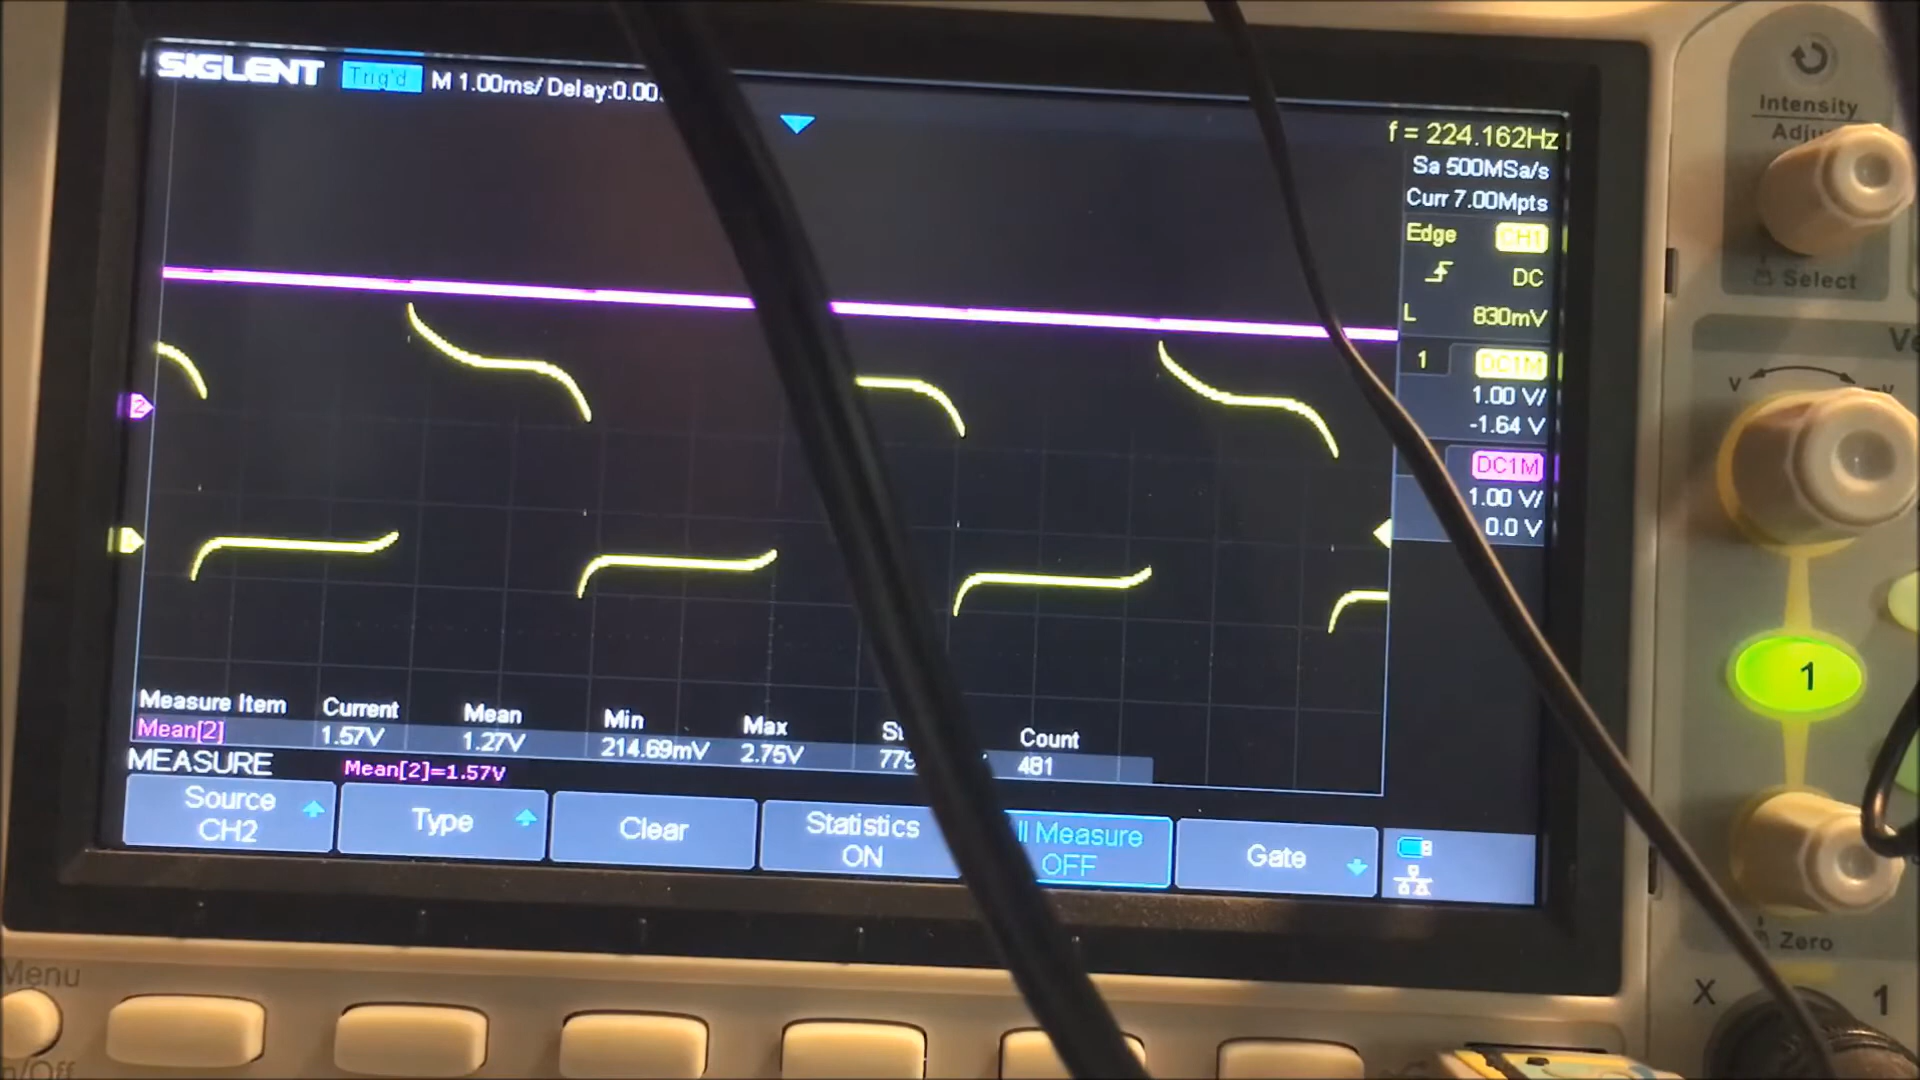 SIGLENT Trig'd M 1.00ms/ Delay:0.00
f = 224.162Hz
Sa 500MSa/s
Curr 7.00Mpts
Edge CH1
DC
L 830mV
1 DC1M
1.00 V/
-1.64 V
DC1M
1.00 V/
0.0 V
2
Measure Item Current Mean Min Max Count
Mean[2] 1.57V 1.27V 214.69mV 2.75V 779 481
MEASURE Mean[2]=1.57V
Source
CH2
Type
Clear
Statistics
ON
ll Measure
OFF
Gate
Intensity
Select
V
1
Zero
X 1
Menu